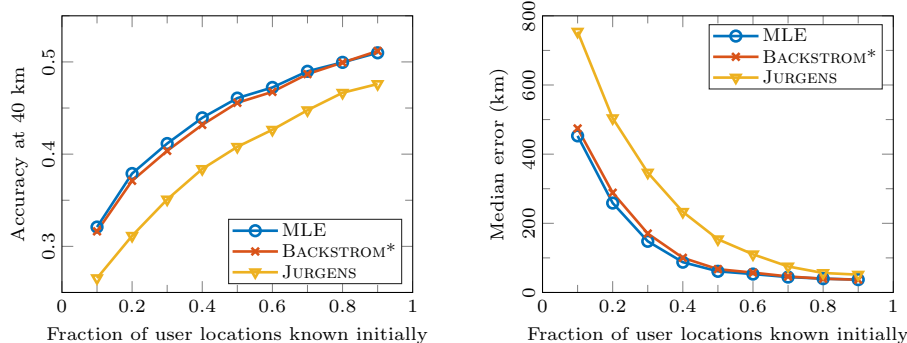 Accuracy at 40 km
0.5
0.4
0.3
MLE
BACKSTROM*
JURGENS
0 0.2 0.4 0.6 0.8 1
Fraction of user locations known initially
Median error (km)
800
600
400
200
0
MLE
BACKSTROM*
JURGENS
0 0.2 0.4 0.6 0.8 1
Fraction of user locations known initially